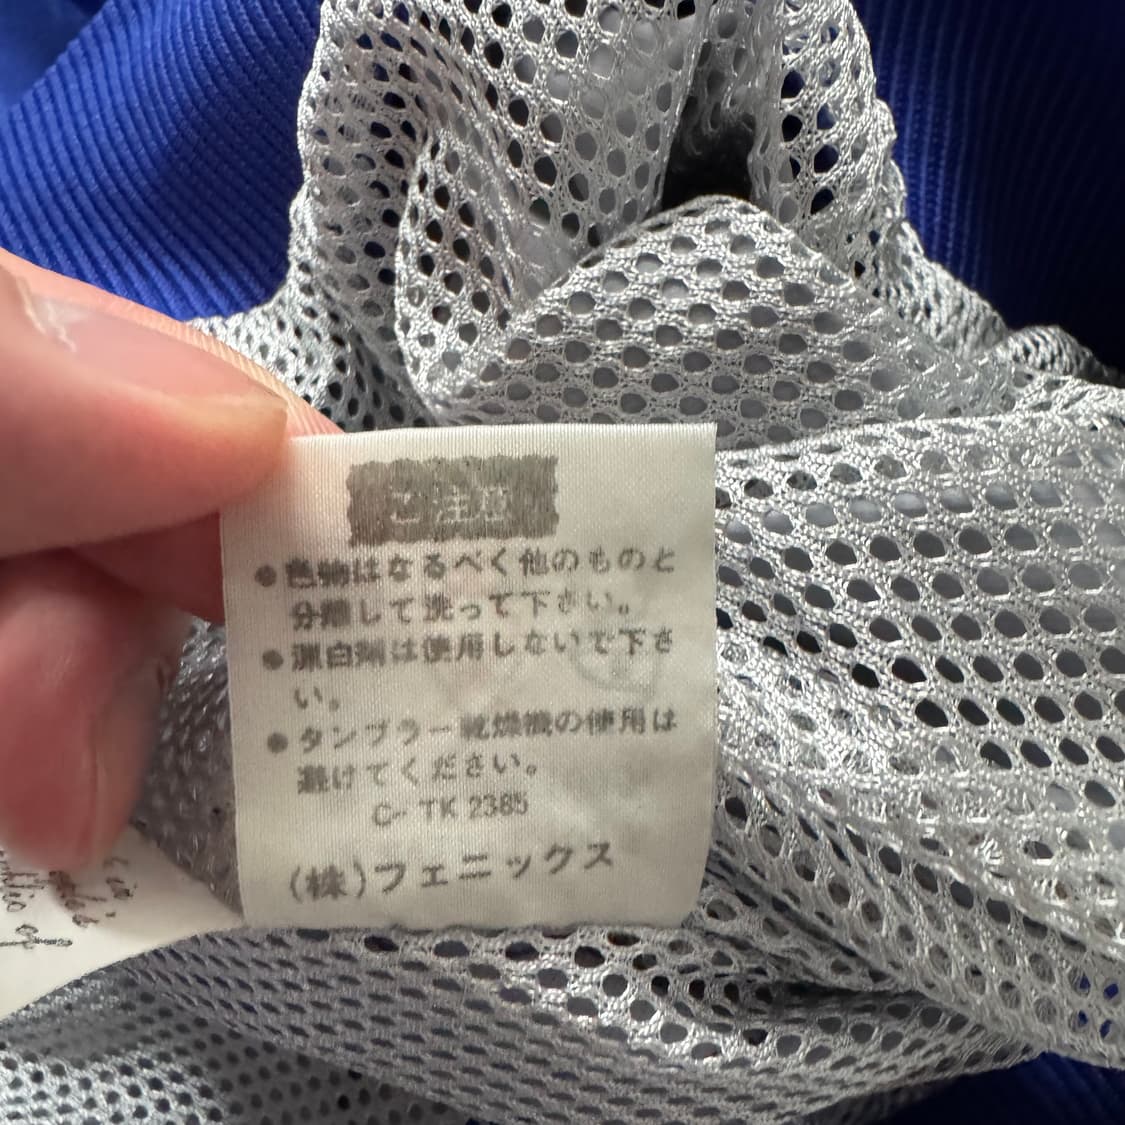 ご注意
●色物はなるべく他のものと
分離して洗って下さい。
●漂白剤は使用しないで下さ
い。
●タンブラー乾燥機の使用は
避けてください。
C- TK 2385
(株)フェニックス
of